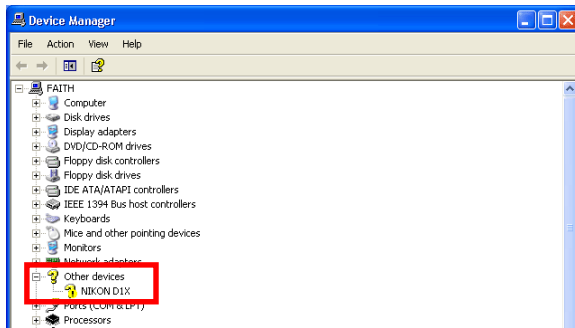 Device Manager
File Action View Help
FAITH
Computer
Disk drives
Display adapters
DVD/CD-ROM drives
Floppy disk controllers
Floppy disk drives
IDE ATA/ATAPI controllers
IEEE 1394 Bus host controllers
Keyboards
Mice and other pointing devices
Monitors
Network adapters
Other devices
NIKON D1X
Ports (COM & LPT)
Processors